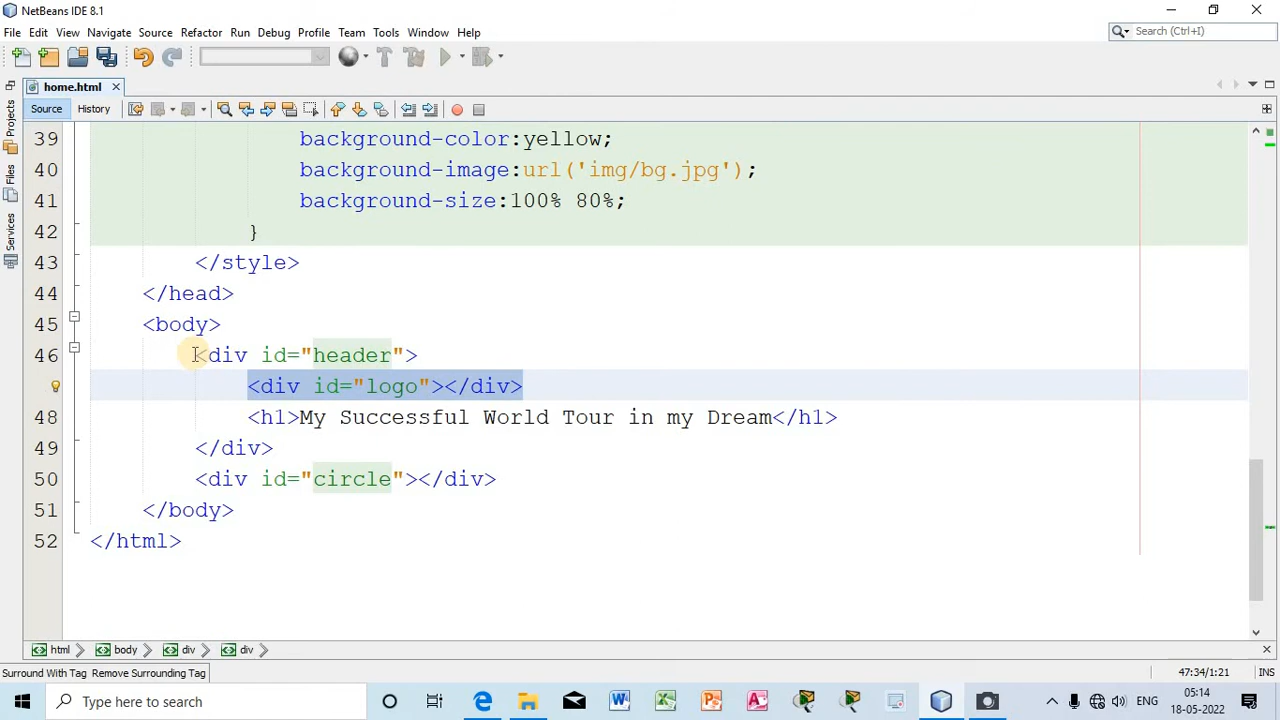 NetBeans IDE 8.1
File Edit View Navigate Source Refactor Run Debug Profile Team Tools Window Help
Search (Ctrl+I)
home.html
Source History
Projects
Files
Services
39 background-color:yellow;
40 background-image:url('img/bg.jpg');
41 background-size:100% 80%;
42 }
43 </style>
44 </head>
45 <body>
46 <div id="header">
<div id="logo"></div>
48 <h1>My Successful World Tour in my Dream</h1>
49 </div>
50 <div id="circle"></div>
51 </body>
52 </html>
html body div div
Surround With Tag Remove Surrounding Tag
47:34/1:21 INS
Type here to search
ENG
05:14
18-05-2022